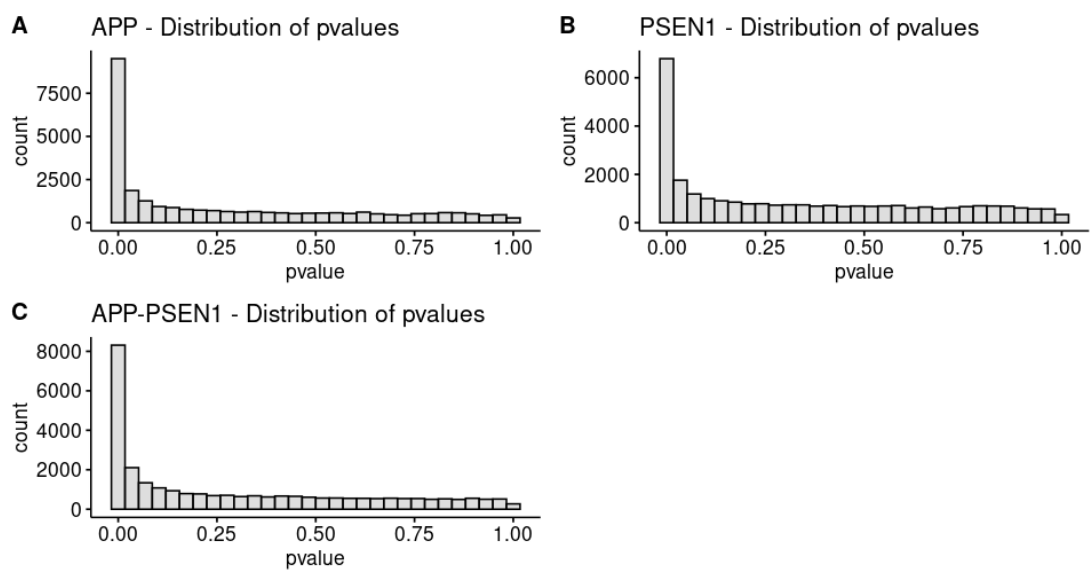 A APP - Distribution of pvalues
7500
5000
2500
0
count
0.00 0.25 0.50 0.75 1.00
pvalue
B PSEN1 - Distribution of pvalues
6000
4000
2000
0
count
0.00 0.25 0.50 0.75 1.00
pvalue
C APP-PSEN1 - Distribution of pvalues
8000
6000
4000
2000
0
count
0.00 0.25 0.50 0.75 1.00
pvalue